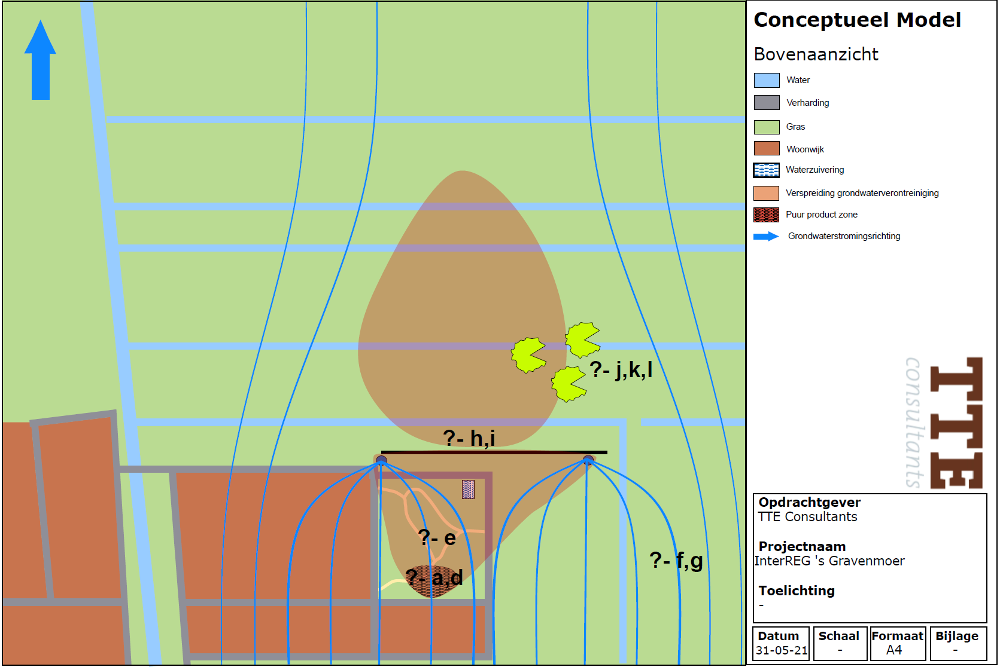 Conceptueel Model
Bovenaanzicht
Water
Verharding
Gras
Woonwijk
Waterzuivering
Verspreiding grondwaterverontreiniging
Puur product zone
Grondwaterstromingsrichting
?- j,k,l
?- h,i
?- e
?- f,g
?- a,d
TTE
consultants
Opdrachtgever
TTE Consultants
Projectnaam
InterREG 's Gravenmoer
Toelichting
-
Datum
31-05-21
Schaal
-
Formaat
A4
Bijlage
-